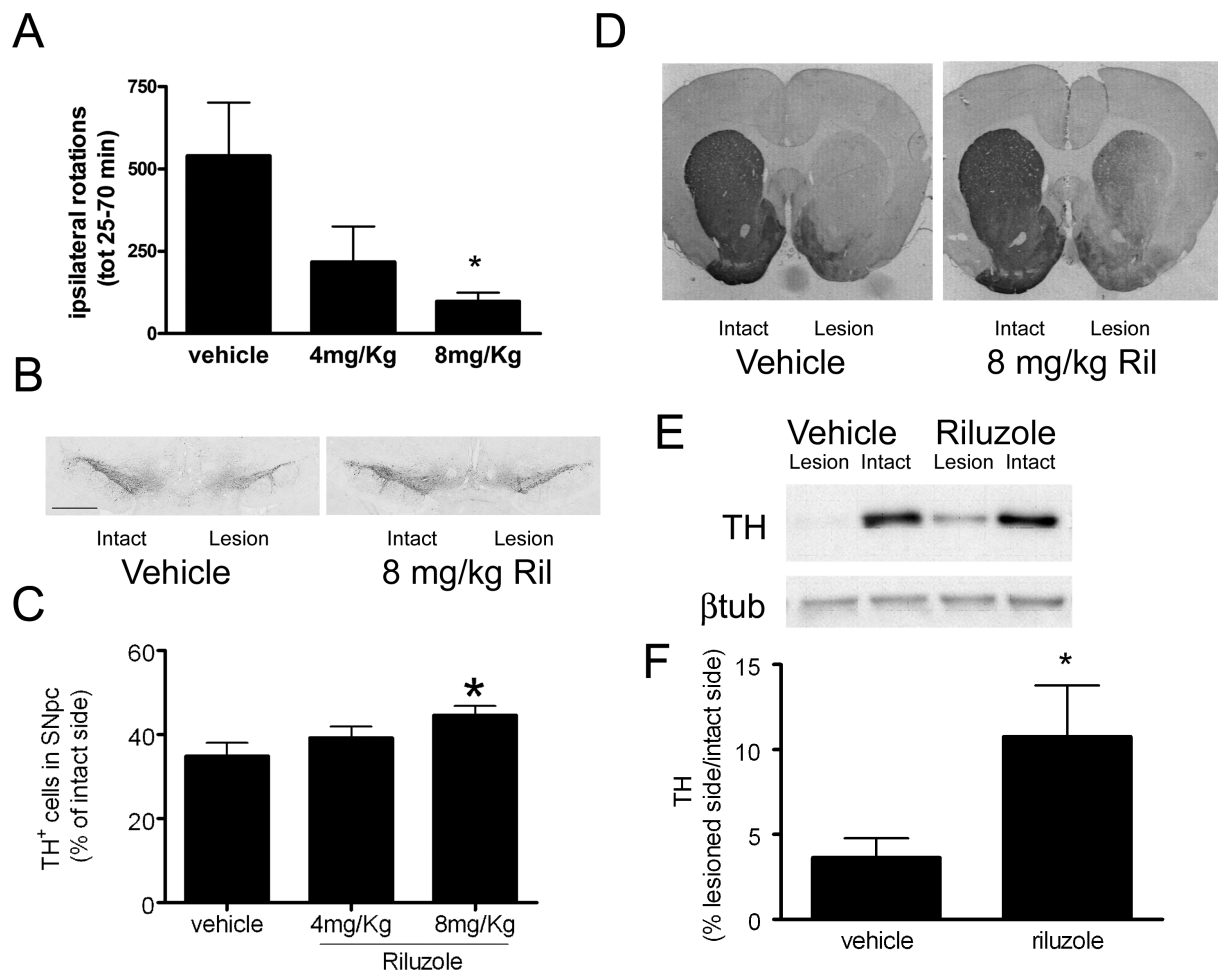 A
750
500
250
0
ipsilateral rotations
(tot 25-70 min)
*
vehicle 4mg/Kg 8mg/Kg
B
Intact Lesion Intact Lesion
Vehicle 8 mg/kg Ril
C
60
40
20
0
TH+ cells in SNpc
(% of intact side)
*
vehicle 4mg/Kg 8mg/Kg
Riluzole
D
Intact Lesion Intact Lesion
Vehicle 8 mg/kg Ril
E
Vehicle Riluzole
Lesion Intact Lesion Intact
TH
βtub
F
15
10
5
0
TH
(% lesioned side/intact side)
*
vehicle riluzole